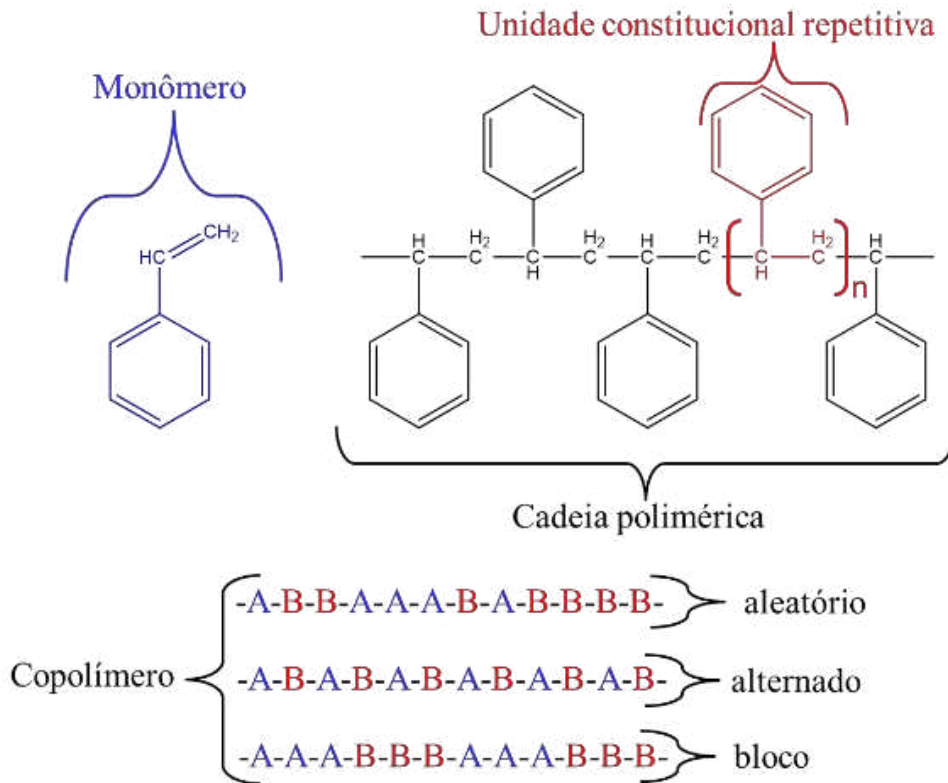 Unidade constitucional repetitiva
Monômero
CH₂
HC
H
C
H₂
C
C
H
H₂
C
H
C
H₂
C
C
H
H₂
C
n
H
C
Cadeia polimérica
-A-B-B-A-A-A-B-A-B-B-B-B-
aleatório
Copolímero
-A-B-A-B-A-B-A-B-A-B-A-B-
alternado
-A-A-A-B-B-B-A-A-A-B-B-B-
bloco